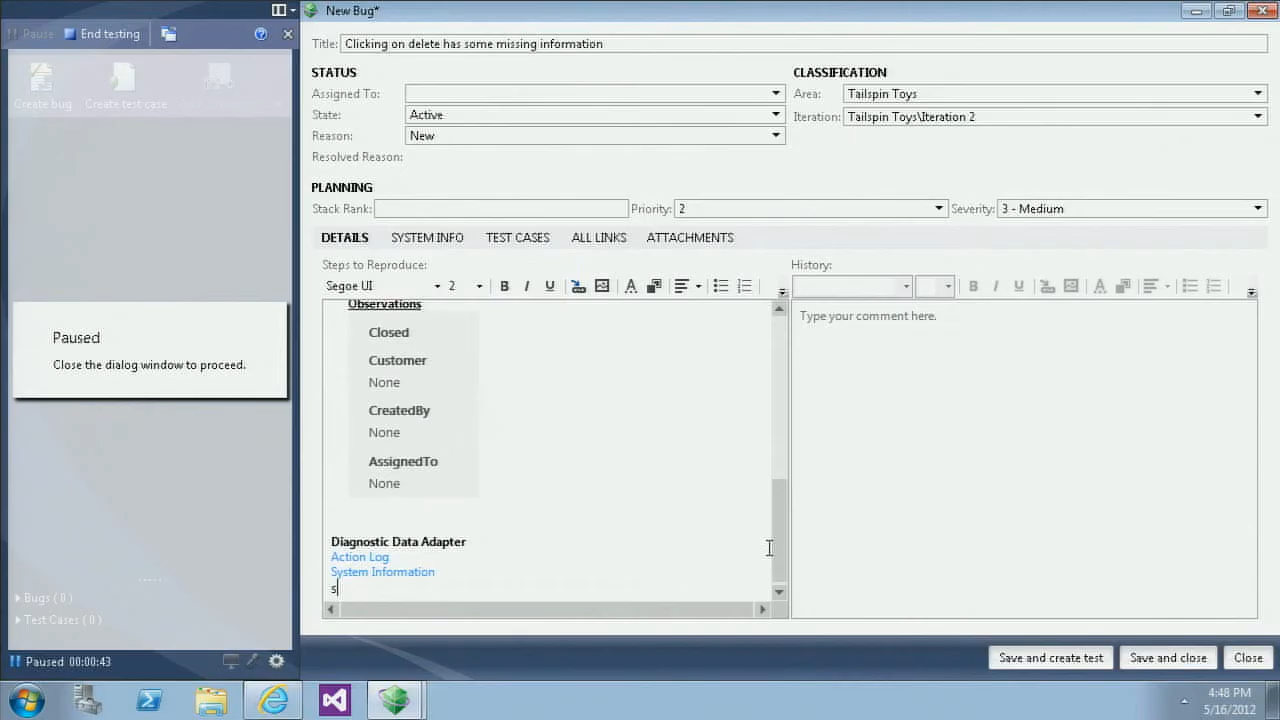 New Bug*
Pause End testing
Title: Clicking on delete has some missing information
STATUS
CLASSIFICATION
Create bug Create test case
Assigned To:
Area: Tailspin Toys
State: Active
Iteration: Tailspin Toys\Iteration 2
Reason: New
Resolved Reason:
PLANNING
Stack Rank:
Priority: 2
Severity: 3 - Medium
DETAILS SYSTEM INFO TEST CASES ALL LINKS ATTACHMENTS
Steps to Reproduce:
History:
Segoe UI 2 B I U A
B I U A
Observations
Type your comment here.
Closed
Paused
Close the dialog window to proceed.
Customer
None
CreatedBy
None
AssignedTo
None
Diagnostic Data Adapter
Action Log
System Information
s
Bugs ( 0 )
Test Cases ( 0 )
Paused 00:00:43
Save and create test Save and close Close
4:48 PM
5/16/2012